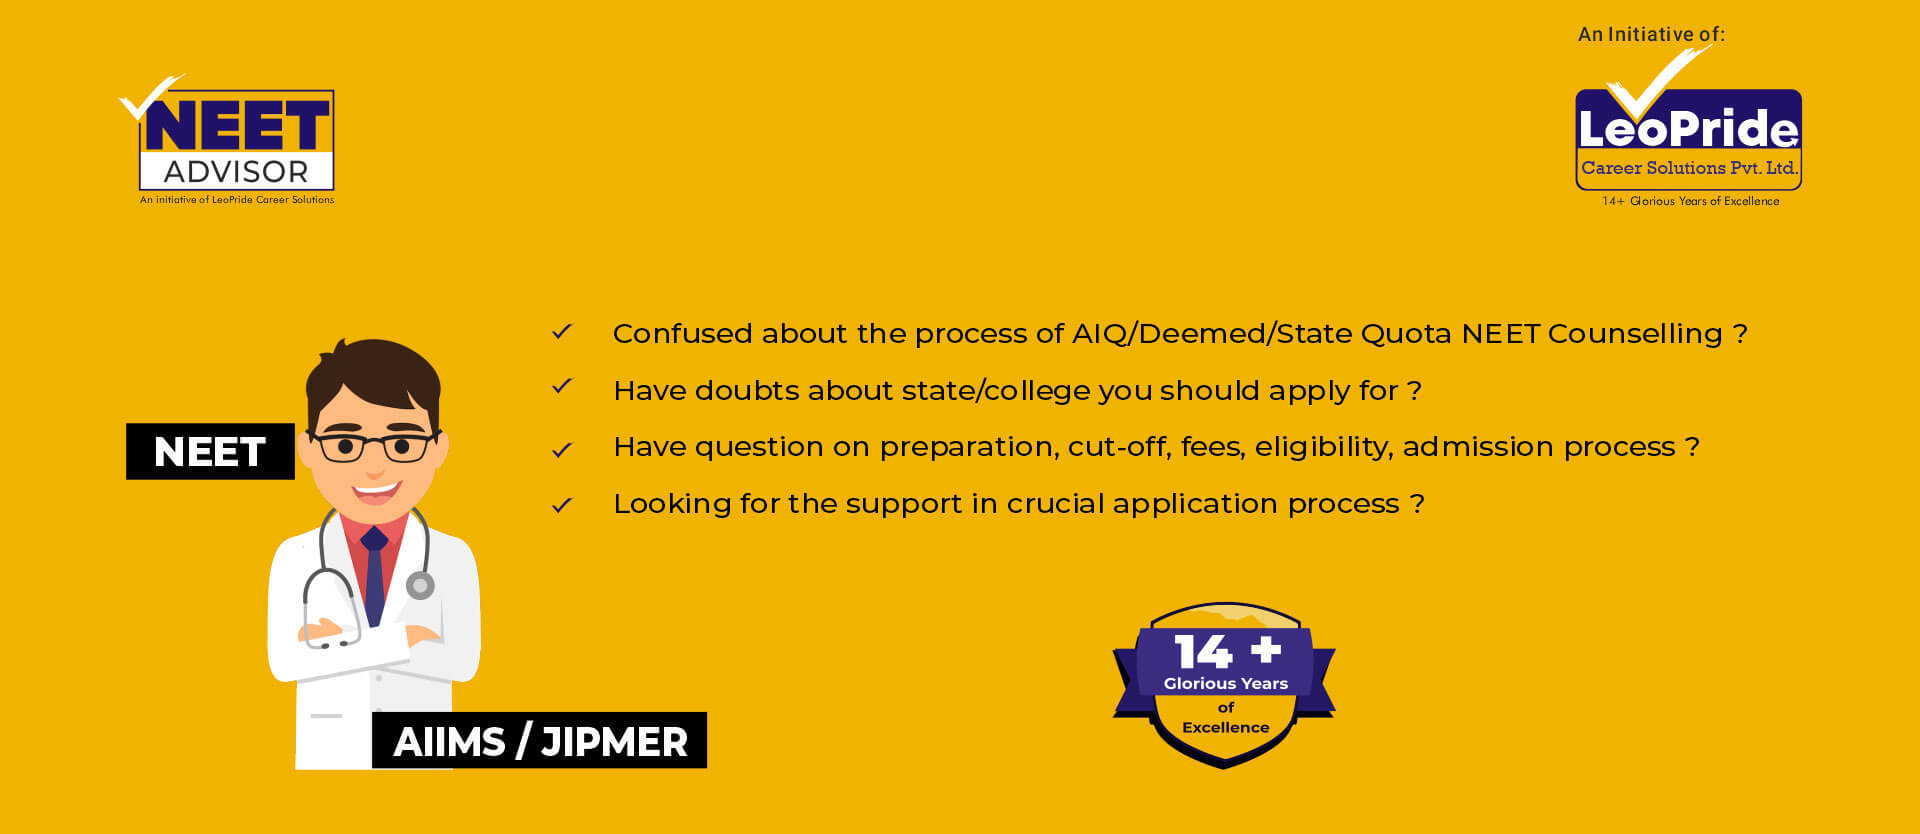 An Initiative of:
NEET
ADVISOR
An initiative of LeoPride Career Solutions
LeoPride
Career Solutions Pvt. Ltd.
14+ Glorious Years of Excellence
Confused about the process of AIQ/Deemed/State Quota NEET Counselling ?
Have doubts about state/college you should apply for ?
Have question on preparation, cut-off, fees, eligibility, admission process ?
Looking for the support in crucial application process ?
NEET
AIIMS / JIPMER
14 +
Glorious Years
of
Excellence